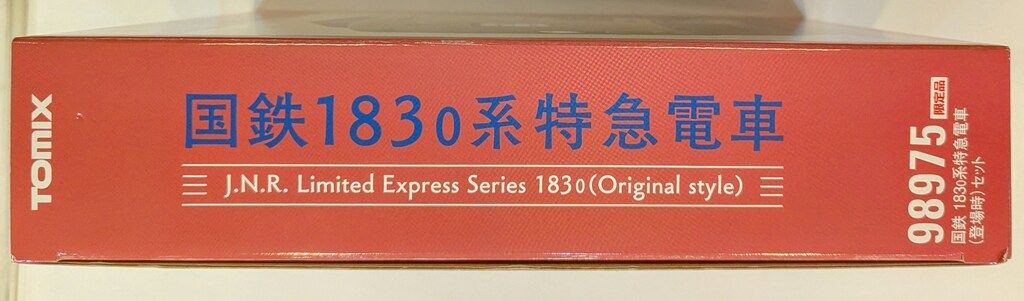 TOMIX
国鉄1830系特急電車
J.N.R. Limited Express Series 1830(Original style)
98975
限定品
国鉄 1830系特急電車
(登場時)セット